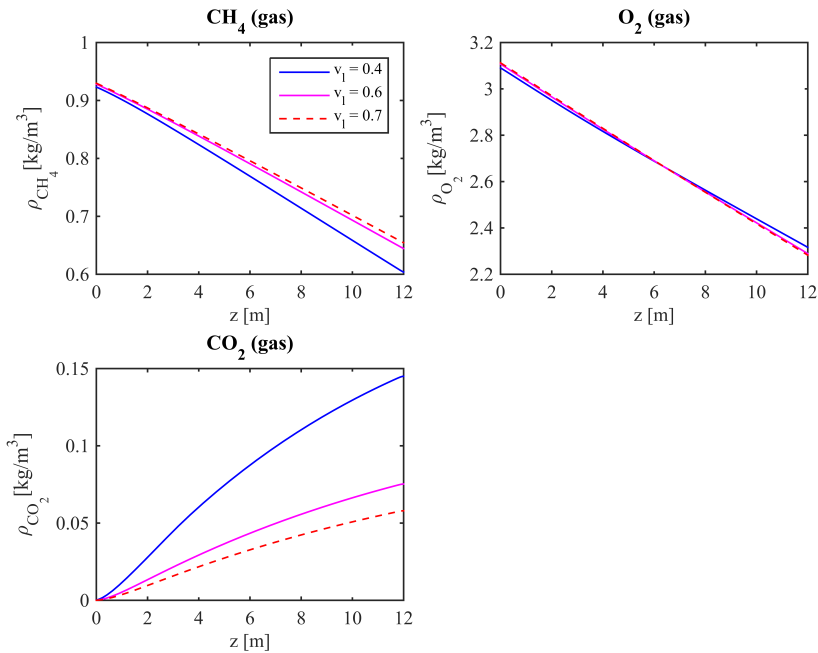 CH4 (gas)
ρCH4 [kg/m3]
1
0.9
0.8
0.7
0.6
vl = 0.4
vl = 0.6
vl = 0.7
0 2 4 6 8 10 12
z [m]
O2 (gas)
ρO2 [kg/m3]
3.2
3
2.8
2.6
2.4
2.2
0 2 4 6 8 10 12
z [m]
CO2 (gas)
ρCO2 [kg/m3]
0.15
0.1
0.05
0
0 2 4 6 8 10 12
z [m]